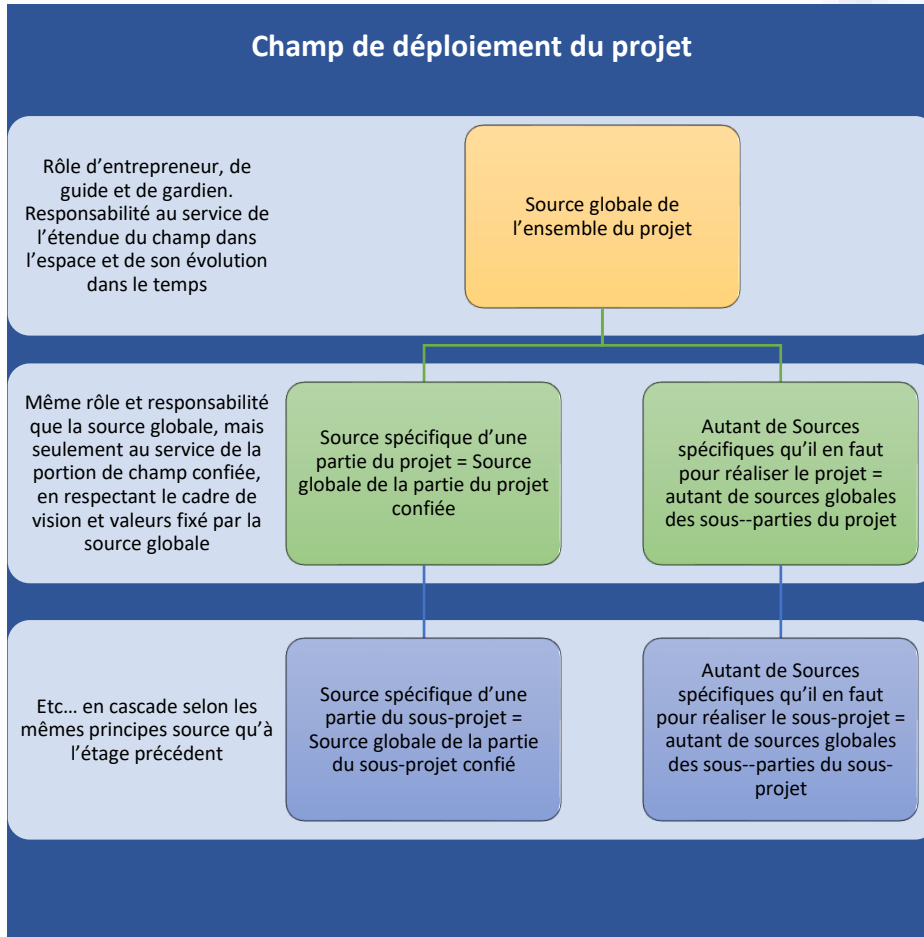 Champ de déploiement du projet
Rôle d’entrepreneur, de
guide et de gardien.
Responsabilité au service de
l’étendue du champ dans
l’espace et de son évolution
dans le temps
Source globale de
l’ensemble du projet
Même rôle et responsabilité
que la source globale, mais
seulement au service de la
portion de champ confiée,
en respectant le cadre de
vision et valeurs fixé par la
source globale
Source spécifique d’une
partie du projet = Source
globale de la partie du projet
confiée
Autant de Sources
spécifiques qu’il en faut
pour réaliser le projet =
autant de sources globales
des sous--parties du projet
Etc... en cascade selon les
mêmes principes source qu’à
l’étage précédent
Source spécifique d’une
partie du sous-projet =
Source globale de la partie
du sous-projet confié
Autant de Sources
spécifiques qu’il en faut
pour réaliser le sous-projet =
autant de sources globales
des sous--parties du sous-
projet